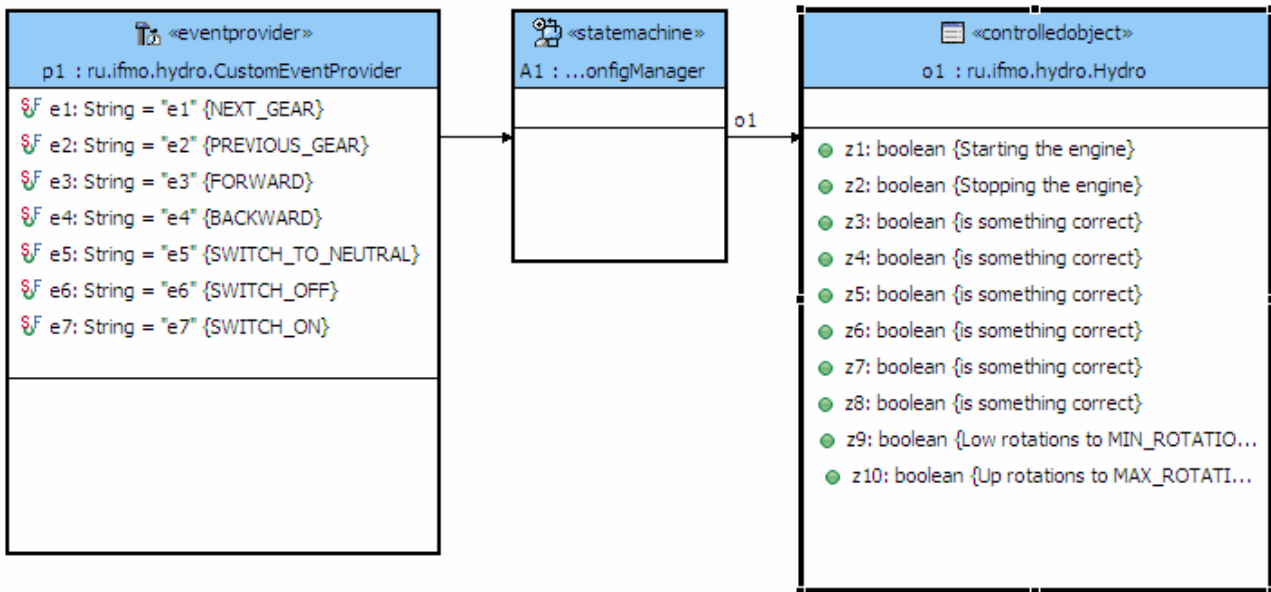 «eventprovider»
p1 : ru.ifmo.hydro.CustomEventProvider
e1: String = "e1" {NEXT_GEAR}
e2: String = "e2" {PREVIOUS_GEAR}
e3: String = "e3" {FORWARD}
e4: String = "e4" {BACKWARD}
e5: String = "e5" {SWITCH_TO_NEUTRAL}
e6: String = "e6" {SWITCH_OFF}
e7: String = "e7" {SWITCH_ON}
«statemachine»
A1 : ...onfigManager
o1
«controlledobject»
o1 : ru.ifmo.hydro.Hydro
z1: boolean {Starting the engine}
z2: boolean {Stopping the engine}
z3: boolean {is something correct}
z4: boolean {is something correct}
z5: boolean {is something correct}
z6: boolean {is something correct}
z7: boolean {is something correct}
z8: boolean {is something correct}
z9: boolean {Low rotations to MIN_ROTATIO...
z10: boolean {Up rotations to MAX_ROTATI...